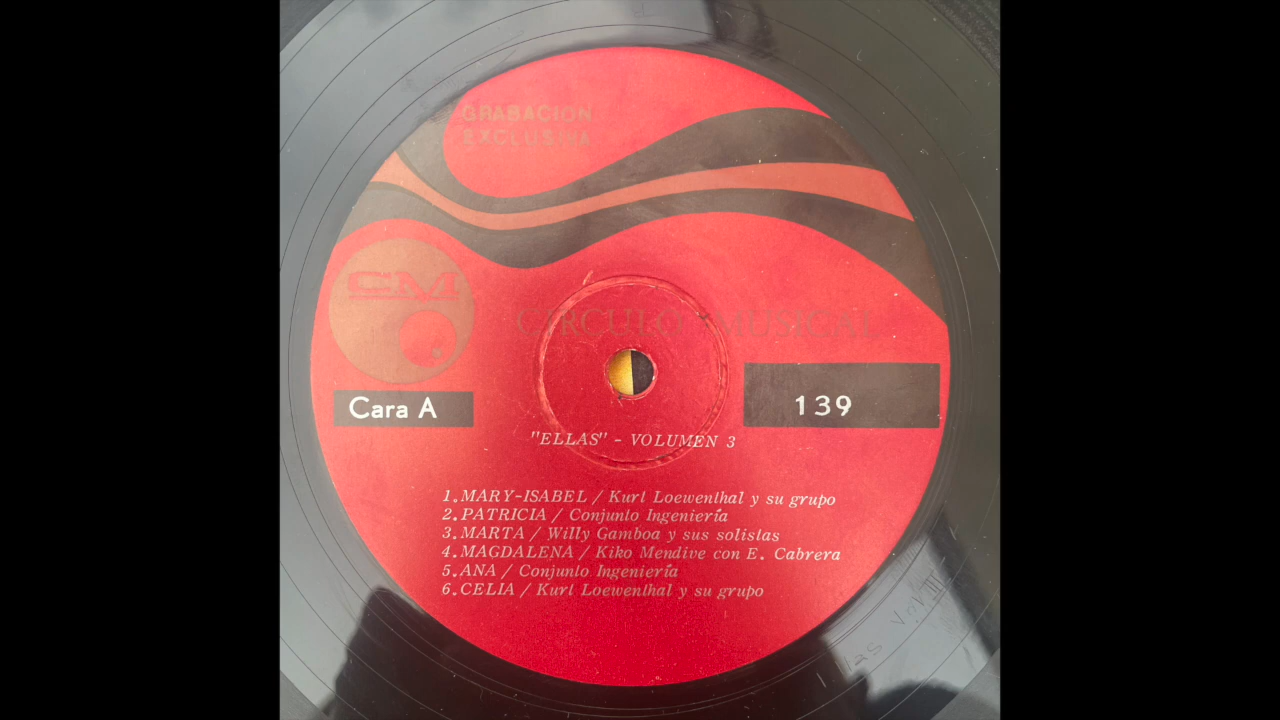 GRABACION
EXCLUSIVA
CM
CIRCULO MUSICAL
Cara A
139
"ELLAS" - VOLUMEN 3
1. MARY-ISABEL / Kurt Loewenthal y su grupo
2. PATRICIA / Conjunto Ingeniería
3. MARTA / Willy Gamboa y sus solistas
4. MAGDALENA / Kiko Mendive con E. Cabrera
5. ANA / Conjunto Ingeniería
6. CELIA / Kurt Loewenthal y su grupo